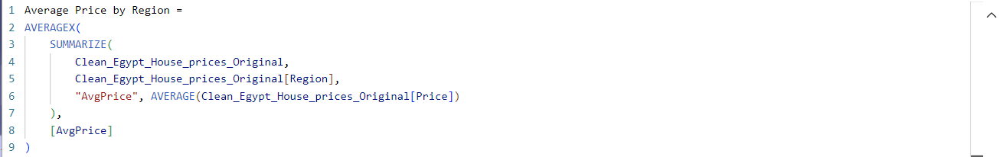 1 Average Price by Region =
2 AVERAGEX(
3 SUMMARIZE(
4 Clean_Egypt_House_prices_Original,
5 Clean_Egypt_House_prices_Original[Region],
6 "AvgPrice", AVERAGE(Clean_Egypt_House_prices_Original[Price])
7 ),
8 [AvgPrice]
9 )